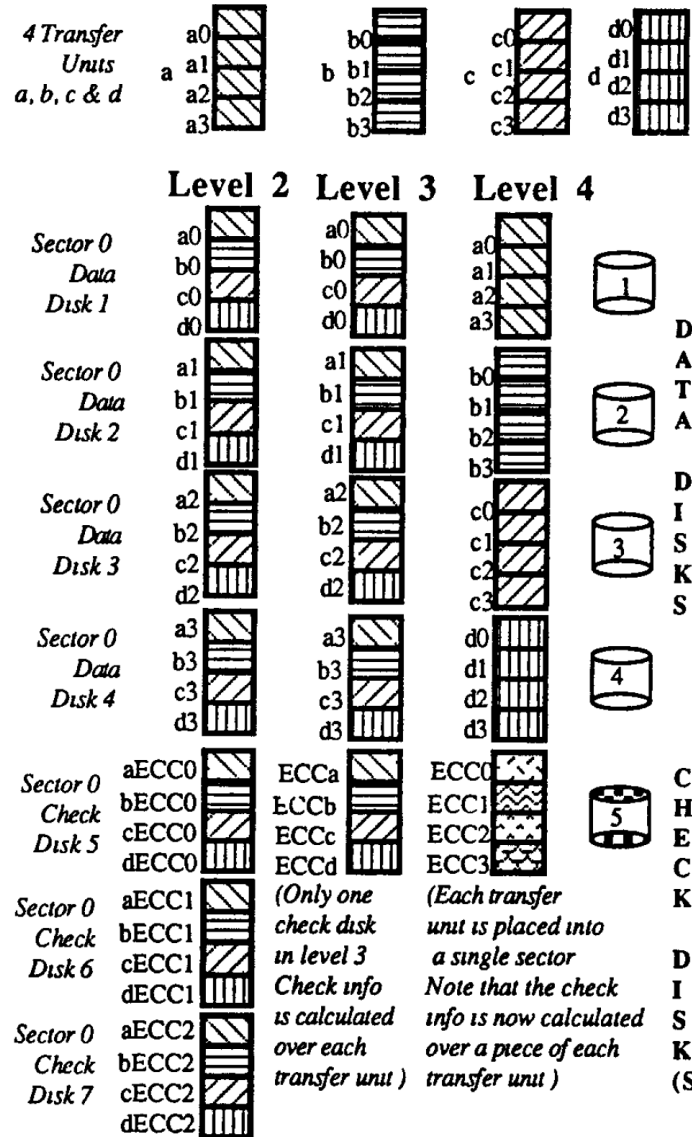 4 Transfer
Units
a, b, c & d
a
a0
a1
a2
a3
b
b0
b1
b2
b3
c
c0
c1
c2
c3
d
d0
d1
d2
d3
Level 2 Level 3 Level 4
Sector 0
Data
Disk 1
a0
b0
c0
d0
a0
b0
c0
d0
a0
a1
a2
a3
1
Sector 0
Data
Disk 2
a1
b1
c1
d1
a1
b1
c1
d1
b0
b1
b2
b3
2
Sector 0
Data
Disk 3
a2
b2
c2
d2
a2
b2
c2
d2
c0
c1
c2
c3
3
Sector 0
Data
Disk 4
a3
b3
c3
d3
a3
b3
c3
d3
d0
d1
d2
d3
4
DATA DISKS
Sector 0
Check
Disk 5
aECC0
bECC0
cECC0
dECC0
ECCa
ECCb
ECCc
ECCd
ECC0
ECC1
ECC2
ECC3
5
Sector 0
Check
Disk 6
aECC1
bECC1
cECC1
dECC1
Sector 0
Check
Disk 7
aECC2
bECC2
cECC2
dECC2
(Only one
check disk
in level 3
Check info
is calculated
over each
transfer unit )
(Each transfer
unit is placed into
a single sector
Note that the check
info is now calculated
over a piece of each
transfer unit )
CHECK DISK(S